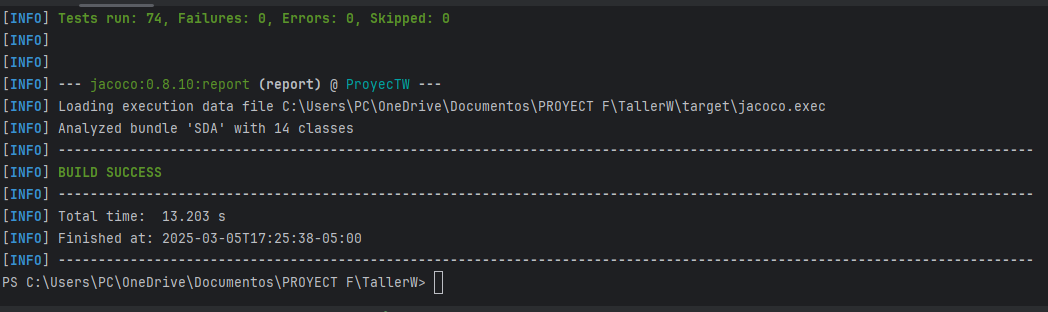 [INFO] Tests run: 74, Failures: 0, Errors: 0, Skipped: 0
[INFO]
[INFO]
[INFO] --- jacoco:0.8.10:report (report) @ ProyecTW ---
[INFO] Loading execution data file C:\Users\PC\OneDrive\Documentos\PROYECT F\TallerW\target\jacoco.exec
[INFO] Analyzed bundle 'SDA' with 14 classes
[INFO] ------------------------------------------------------------------------
[INFO] BUILD SUCCESS
[INFO] ------------------------------------------------------------------------
[INFO] Total time:  13.203 s
[INFO] Finished at: 2025-03-05T17:25:38-05:00
[INFO] ------------------------------------------------------------------------
PS C:\Users\PC\OneDrive\Documentos\PROYECT F\TallerW>